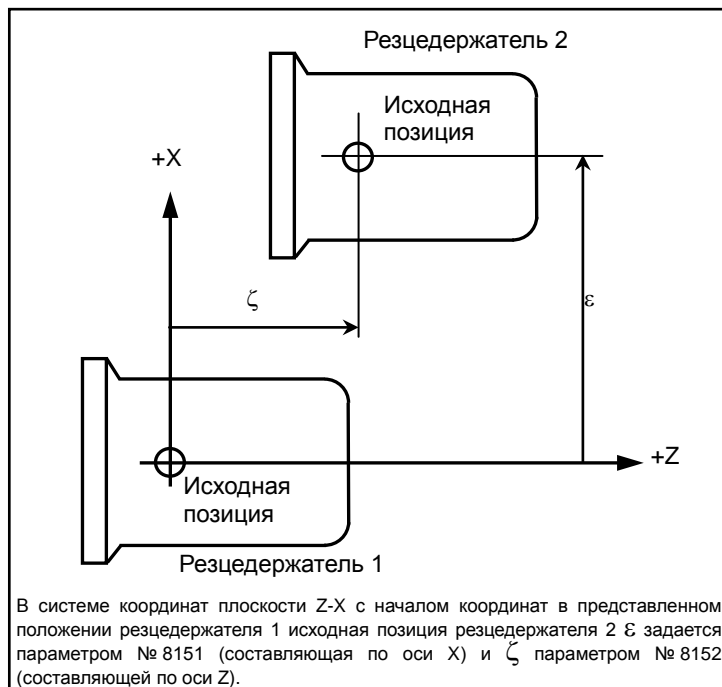 Резцедержатель 2
Исходная
позиция
+X
ζ
ε
+Z
Исходная
позиция
Резцедержатель 1
В системе координат плоскости Z-X с началом координат в представленном
положении резцедержателя 1 исходная позиция резцедержателя 2 ε задается
параметром № 8151 (составляющая по оси X) и ζ параметром № 8152
(составляющей по оси Z).